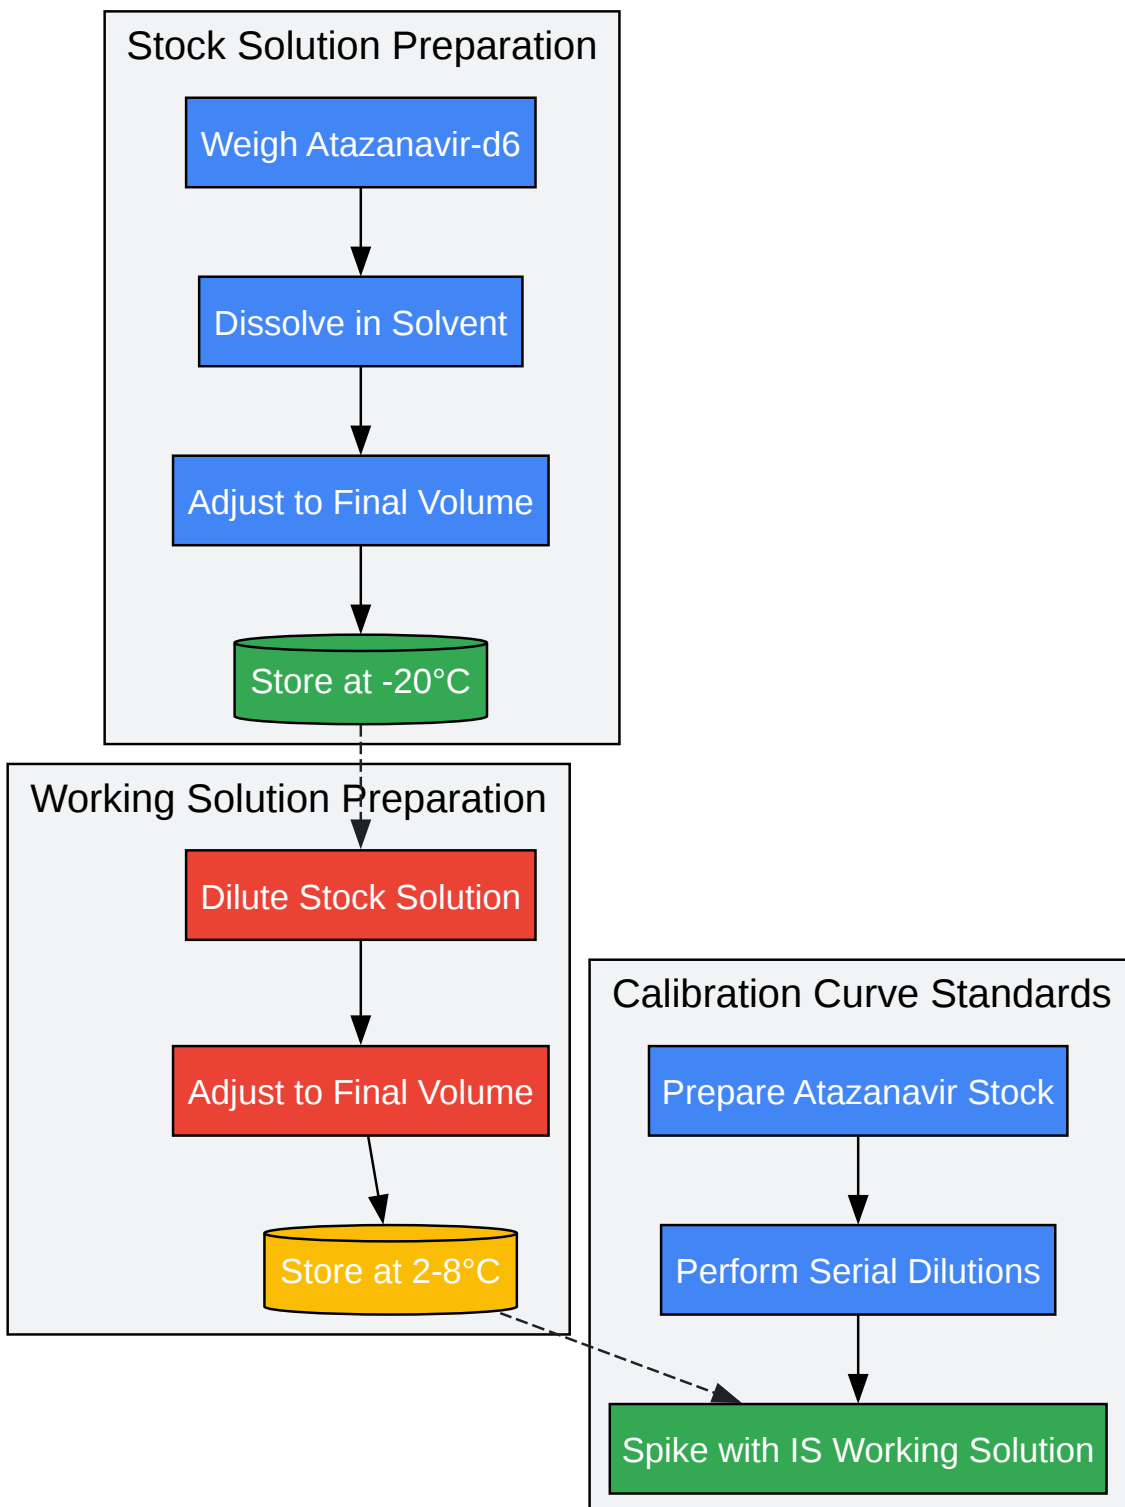 Stock Solution Preparation
Weigh Atazanavir-d6
Dissolve in Solvent
Adjust to Final Volume
Store at -20°C
Working Solution Preparation
Dilute Stock Solution
Adjust to Final Volume
Store at 2-8°C
Calibration Curve Standards
Prepare Atazanavir Stock
Perform Serial Dilutions
Spike with IS Working Solution